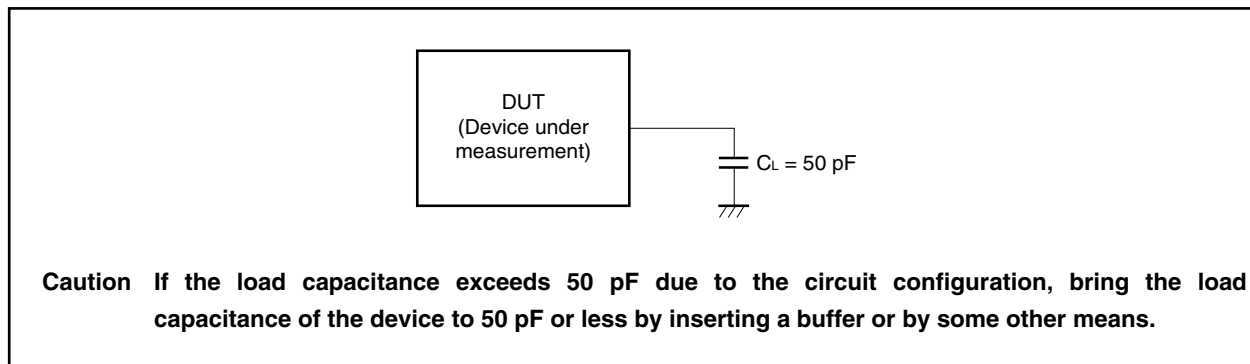 DUT
(Device under
measurement)
CL = 50 pF
Caution If the load capacitance exceeds 50 pF due to the circuit configuration, bring the load
capacitance of the device to 50 pF or less by inserting a buffer or by some other means.